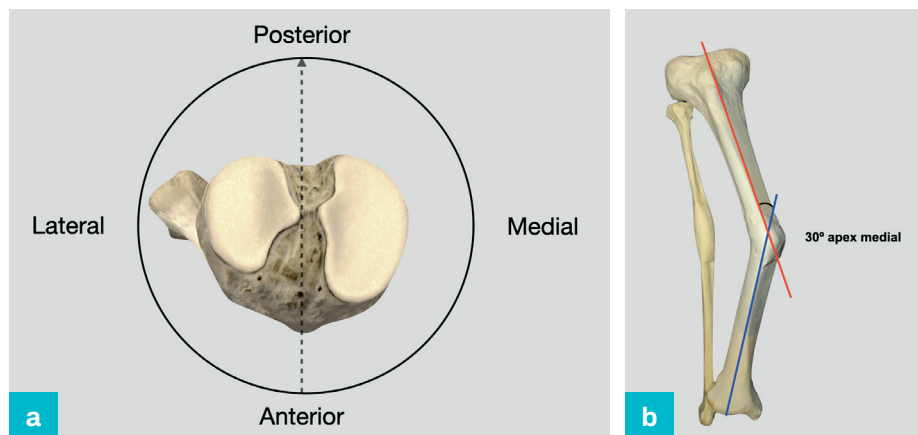 Posterior
Lateral
Medial
Anterior
a
30º apex medial
b